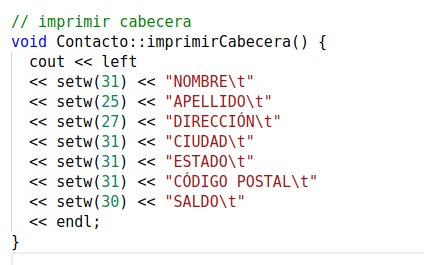 // imprimir cabecera
void Contacto::imprimirCabecera() {
  cout << left
  << setw(31) << "NOMBRE\t"
  << setw(25) << "APELLIDO\t"
  << setw(27) << "DIRECCIÓN\t"
  << setw(31) << "CIUDAD\t"
  << setw(31) << "ESTADO\t"
  << setw(31) << "CÓDIGO POSTAL\t"
  << setw(30) << "SALDO\t"
  << endl;
}